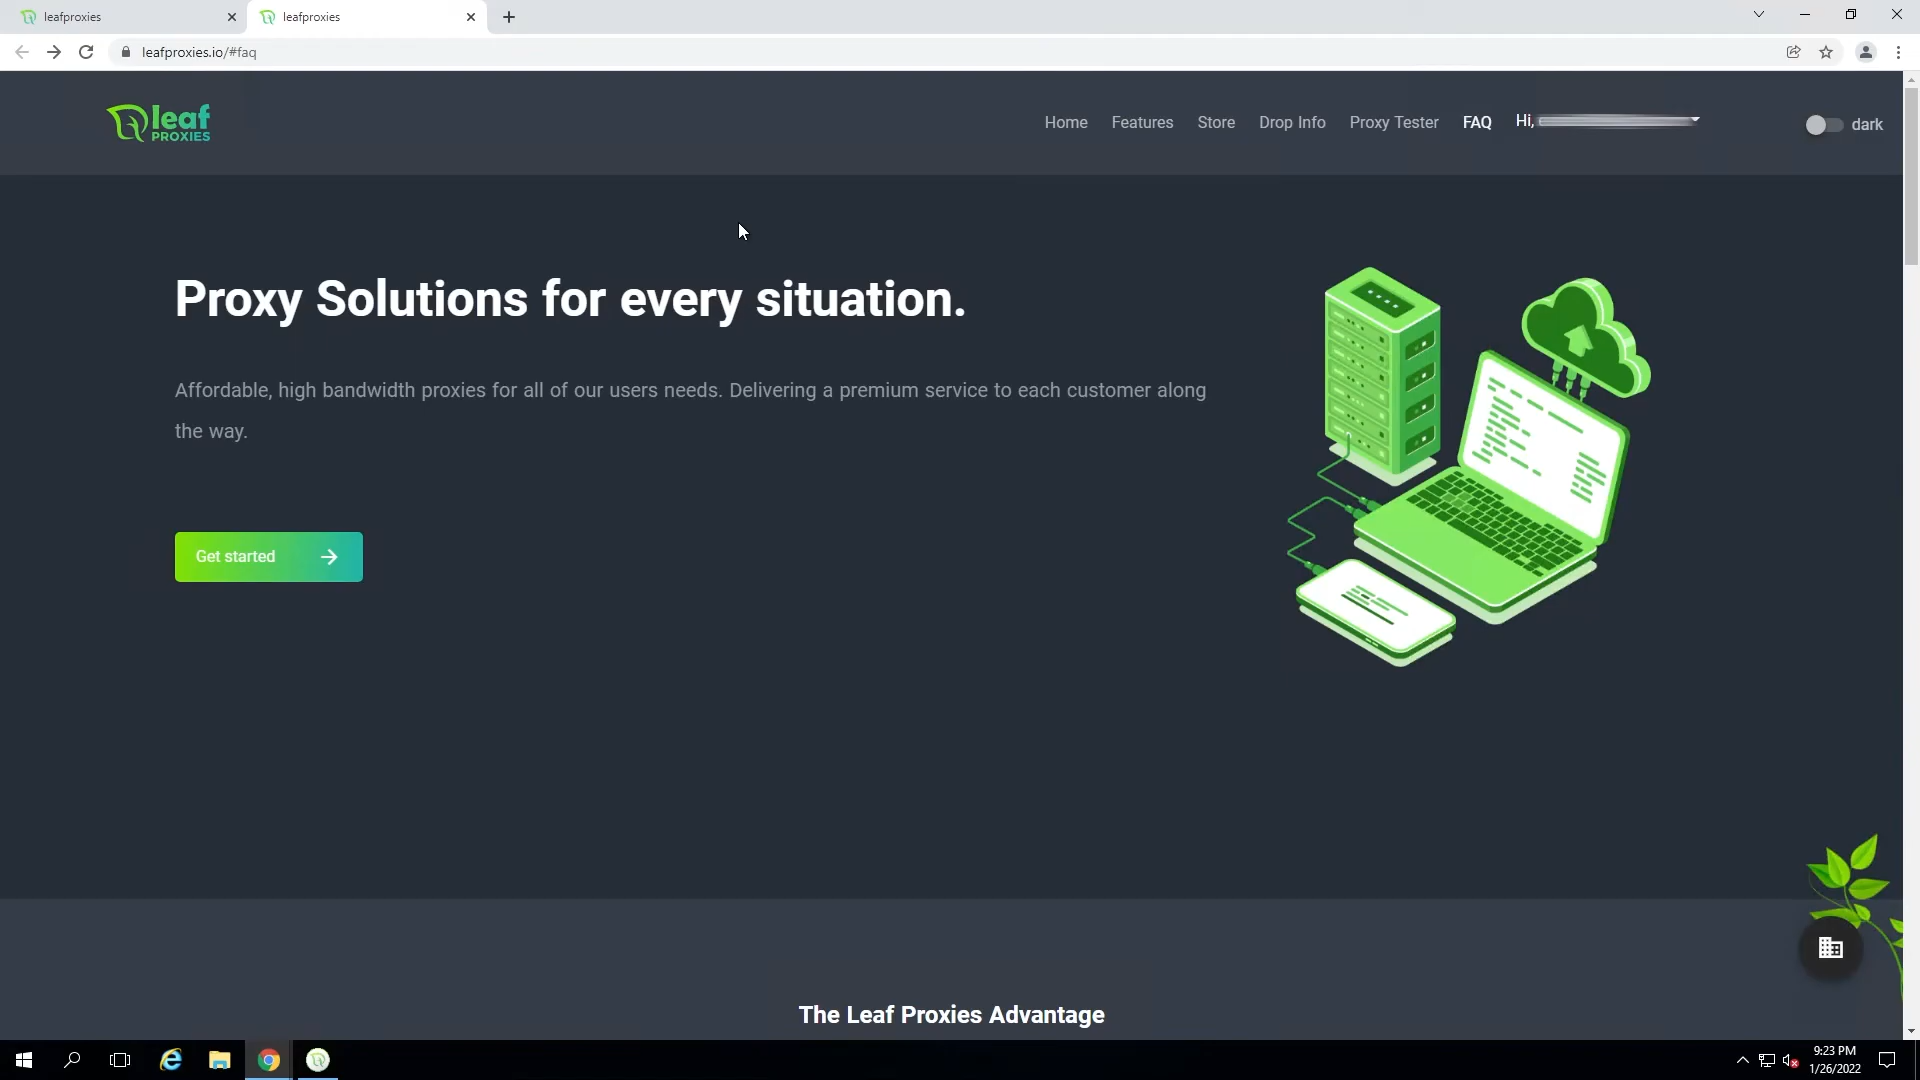 leafproxies
leafproxies
leafproxies.io/#faq
leaf
PROXIES
Home
Features
Store
Drop Info
Proxy Tester
FAQ
Hi,
dark
Proxy Solutions for every situation.
Affordable, high bandwidth proxies for all of our users needs. Delivering a premium service to each customer along
the way.
Get started
The Leaf Proxies Advantage
9:23 PM
1/26/2022